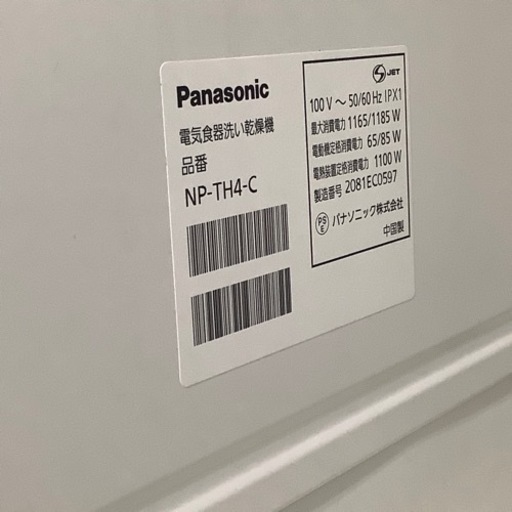 Panasonic
電気食器洗い乾燥機
品番
NP-TH4-C
S JET
100 V ～ 50/60 Hz IPX1
最大消費電力 1165/1185 W
電動機定格消費電力 65/85 W
電熱装置定格消費電力 1100 W
製造番号 2081EC0597
PS E パナソニック株式会社
中国製